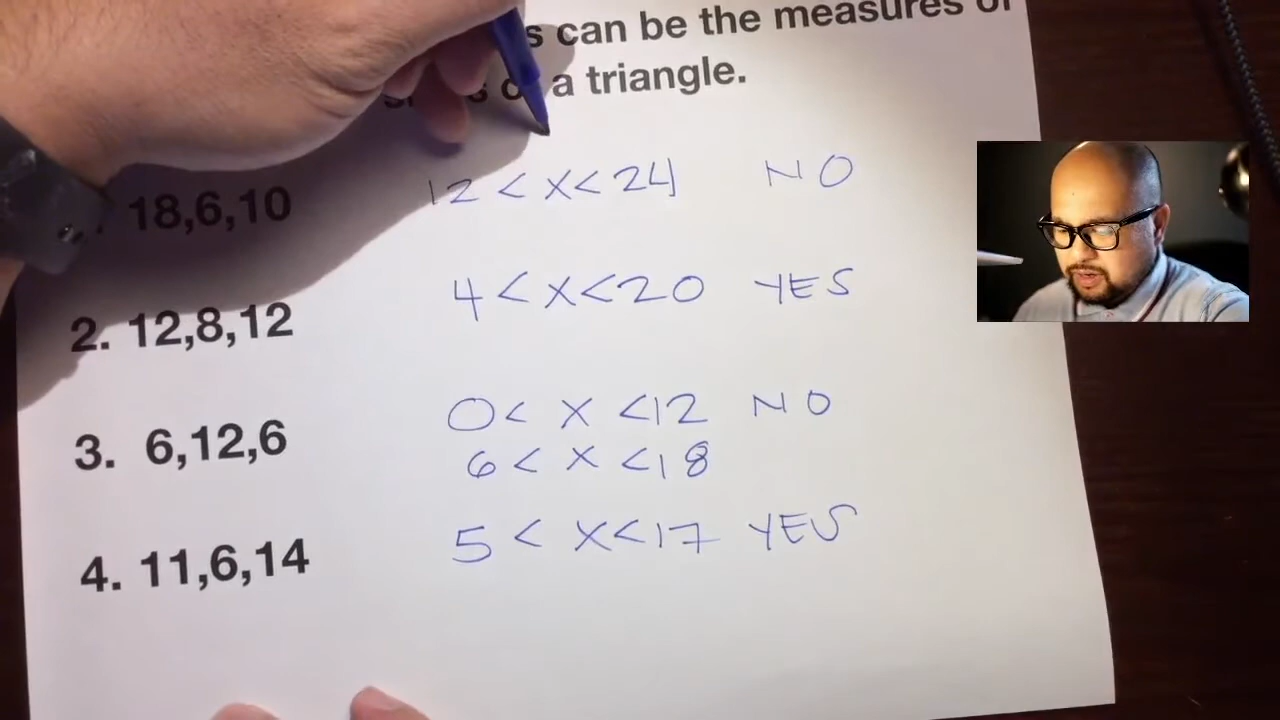 can be the measures of
a triangle.
18,6,10 12 < x < 24 NO
2. 12,8,12 4 < x < 20 YES
3. 6,12,6 0 < x < 12 NO
6 < x < 18
4. 11,6,14 5 < x < 17 YES